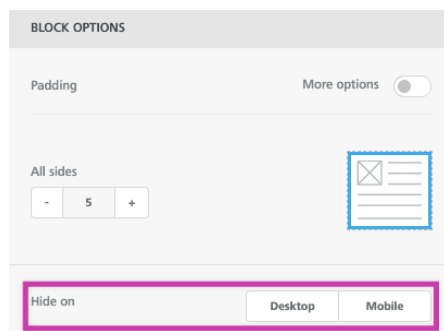 BLOCK OPTIONS
Padding More options
All sides
- 5 +
Hide on Desktop Mobile